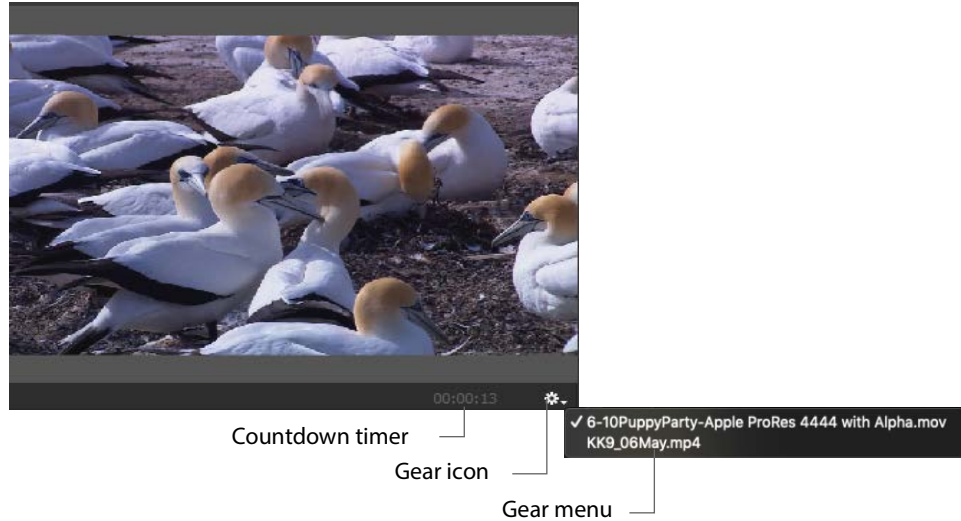 00:00:13
✓ 6-10PuppyParty-Apple ProRes 4444 with Alpha.mov
KK9_06May.mp4
Countdown timer
Gear icon
Gear menu